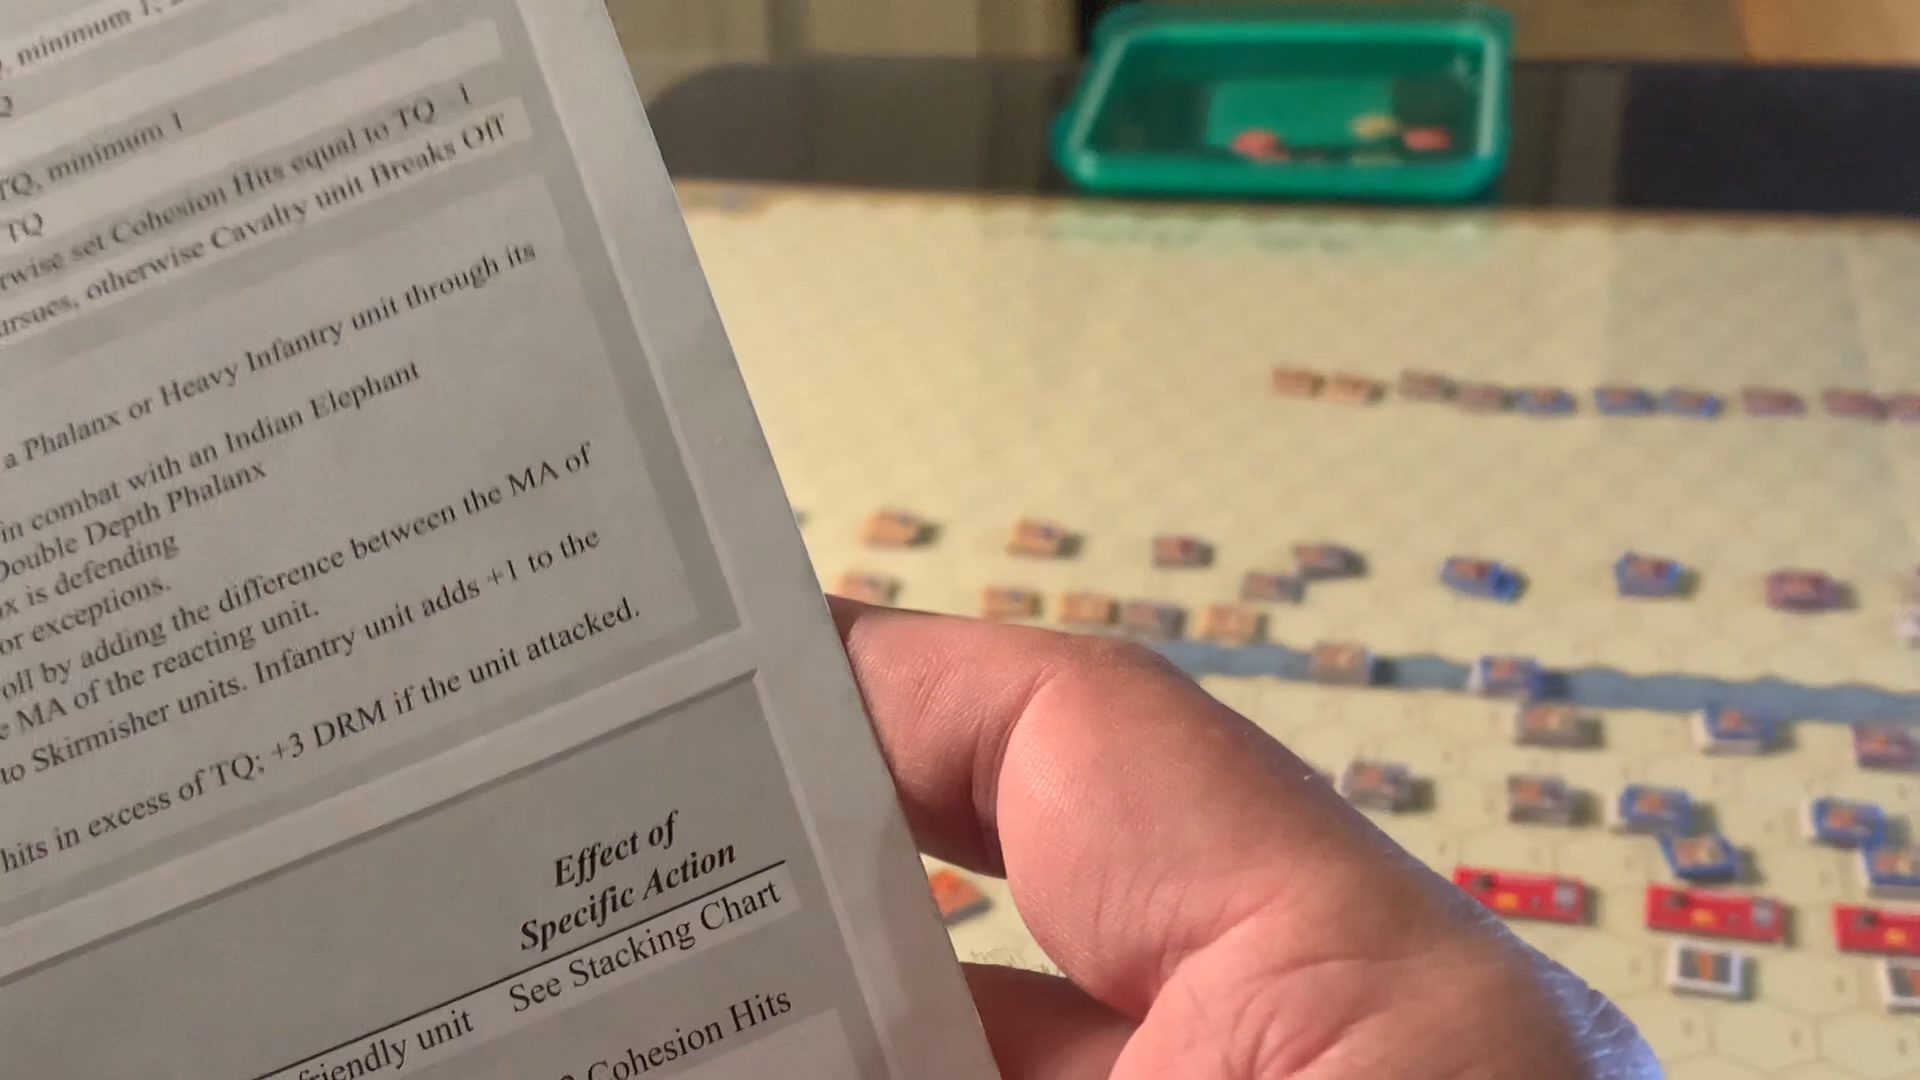 minimum 1;
TQ, minimum 1
TQ
rwise set Cohesion Hits equal to TQ - 1
ursues, otherwise Cavalry unit Breaks Off
a Phalanx or Heavy Infantry unit through its
in combat with an Indian Elephant
Double Depth Phalanx
x is defending
or exceptions.
oll by adding the difference between the MA of
e MA of the reacting unit.
to Skirmisher units. Infantry unit adds +1 to the
hits in excess of TQ; +3 DRM if the unit attacked.
Effect of
Specific Action
See Stacking Chart
friendly unit
Cohesion Hits